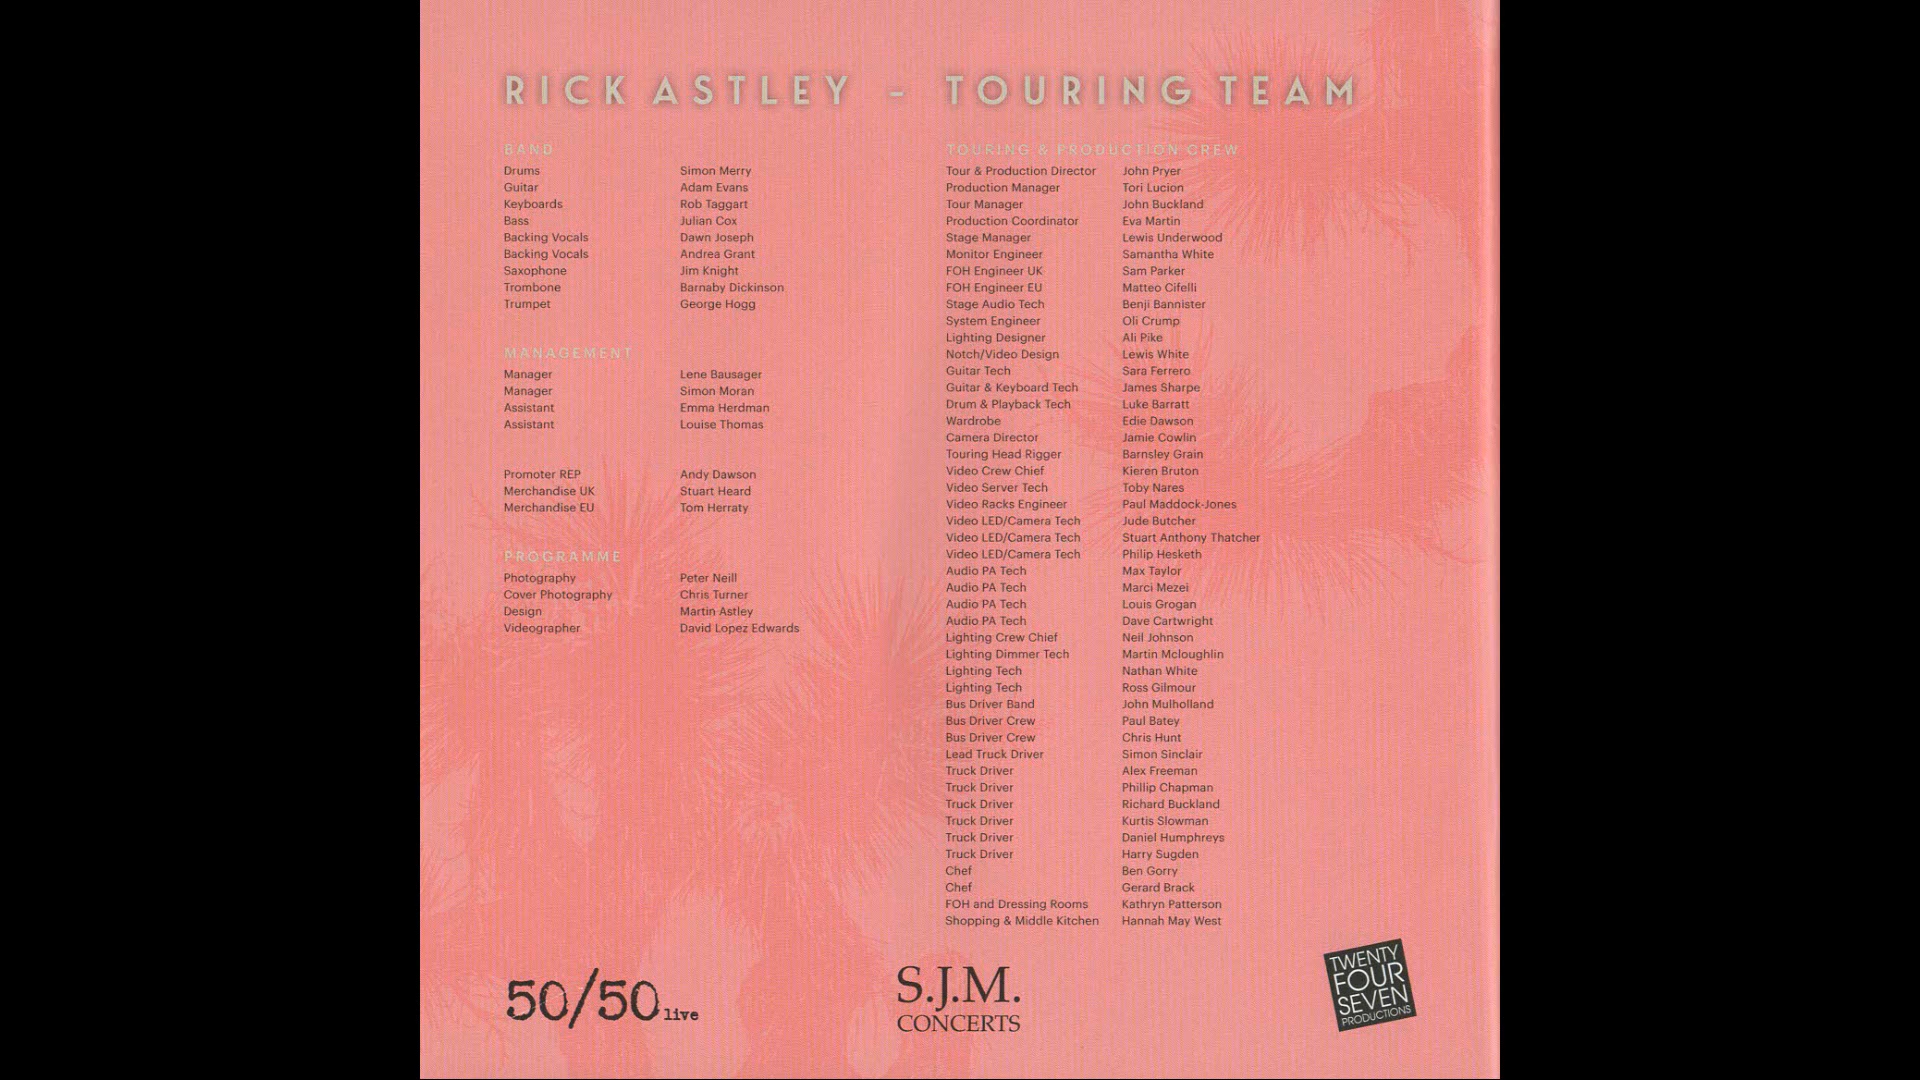 RICK ASTLEY - TOURING TEAM
BAND
Drums Simon Merry
Guitar Adam Evans
Keyboards Rob Taggart
Bass Julian Cox
Backing Vocals Dawn Joseph
Backing Vocals Andrea Grant
Saxophone Jim Knight
Trombone Barnaby Dickinson
Trumpet George Hogg
MANAGEMENT
Manager Lene Bausager
Manager Simon Moran
Assistant Emma Herdman
Assistant Louise Thomas
Promoter REP Andy Dawson
Merchandise UK Stuart Heard
Merchandise EU Tom Herraty
PROGRAMME
Photography Peter Neill
Cover Photography Chris Turner
Design Martin Astley
Videographer David Lopez Edwards
TOURING & PRODUCTION CREW
Tour & Production Director John Pryer
Production Manager Tori Lucion
Tour Manager John Buckland
Production Coordinator Eva Martin
Stage Manager Lewis Underwood
Monitor Engineer Samantha White
FOH Engineer UK Sam Parker
FOH Engineer EU Matteo Cifelli
Stage Audio Tech Benji Bannister
System Engineer Oli Crump
Lighting Designer Ali Pike
Notch/Video Design Lewis White
Guitar Tech Sara Ferrero
Guitar & Keyboard Tech James Sharpe
Drum & Playback Tech Luke Barratt
Wardrobe Edie Dawson
Camera Director Jamie Cowlin
Touring Head Rigger Barnsley Grain
Video Crew Chief Kieren Bruton
Video Server Tech Toby Nares
Video Racks Engineer Paul Maddock-Jones
Video LED/Camera Tech Jude Butcher
Video LED/Camera Tech Stuart Anthony Thatcher
Video LED/Camera Tech Philip Hesketh
Audio PA Tech Max Taylor
Audio PA Tech Marci Mezei
Audio PA Tech Louis Grogan
Audio PA Tech Dave Cartwright
Lighting Crew Chief Neil Johnson
Lighting Dimmer Tech Martin Mcloughlin
Lighting Tech Nathan White
Lighting Tech Ross Gilmour
Bus Driver Band John Mulholland
Bus Driver Crew Paul Batey
Bus Driver Crew Chris Hunt
Lead Truck Driver Simon Sinclair
Truck Driver Alex Freeman
Truck Driver Phillip Chapman
Truck Driver Richard Buckland
Truck Driver Kurtis Slowman
Truck Driver Daniel Humphreys
Truck Driver Harry Sugden
Chef Ben Gorry
Chef Gerard Brack
FOH and Dressing Rooms Kathryn Patterson
Shopping & Middle Kitchen Hannah May West
50/50 live
S.J.M.
CONCERTS
TWENTY
FOUR
SEVEN
PRODUCTIONS